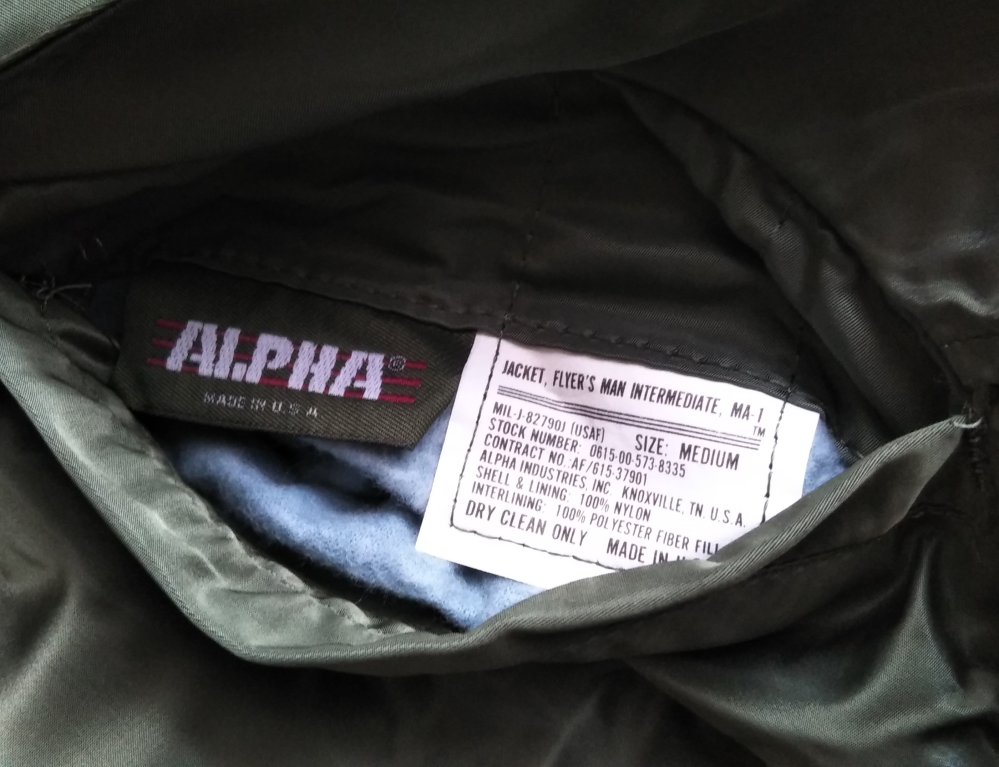 ALPHA®
MADE IN U.S.A
JACKET, FLYER'S MAN INTERMEDIATE, MA-1
TM
MIL-J-8279OJ (USAF) SIZE: MEDIUM
STOCK NUMBER: 0615-00-573-8335
CONTRACT NO. AF/615-37901
ALPHA INDUSTRIES, INC. KNOXVILLE, TN. U.S.A.
SHELL & LINING: 100% NYLON
INTERLINING: 100% POLYESTER FIBER FILL
DRY CLEAN ONLY MADE IN